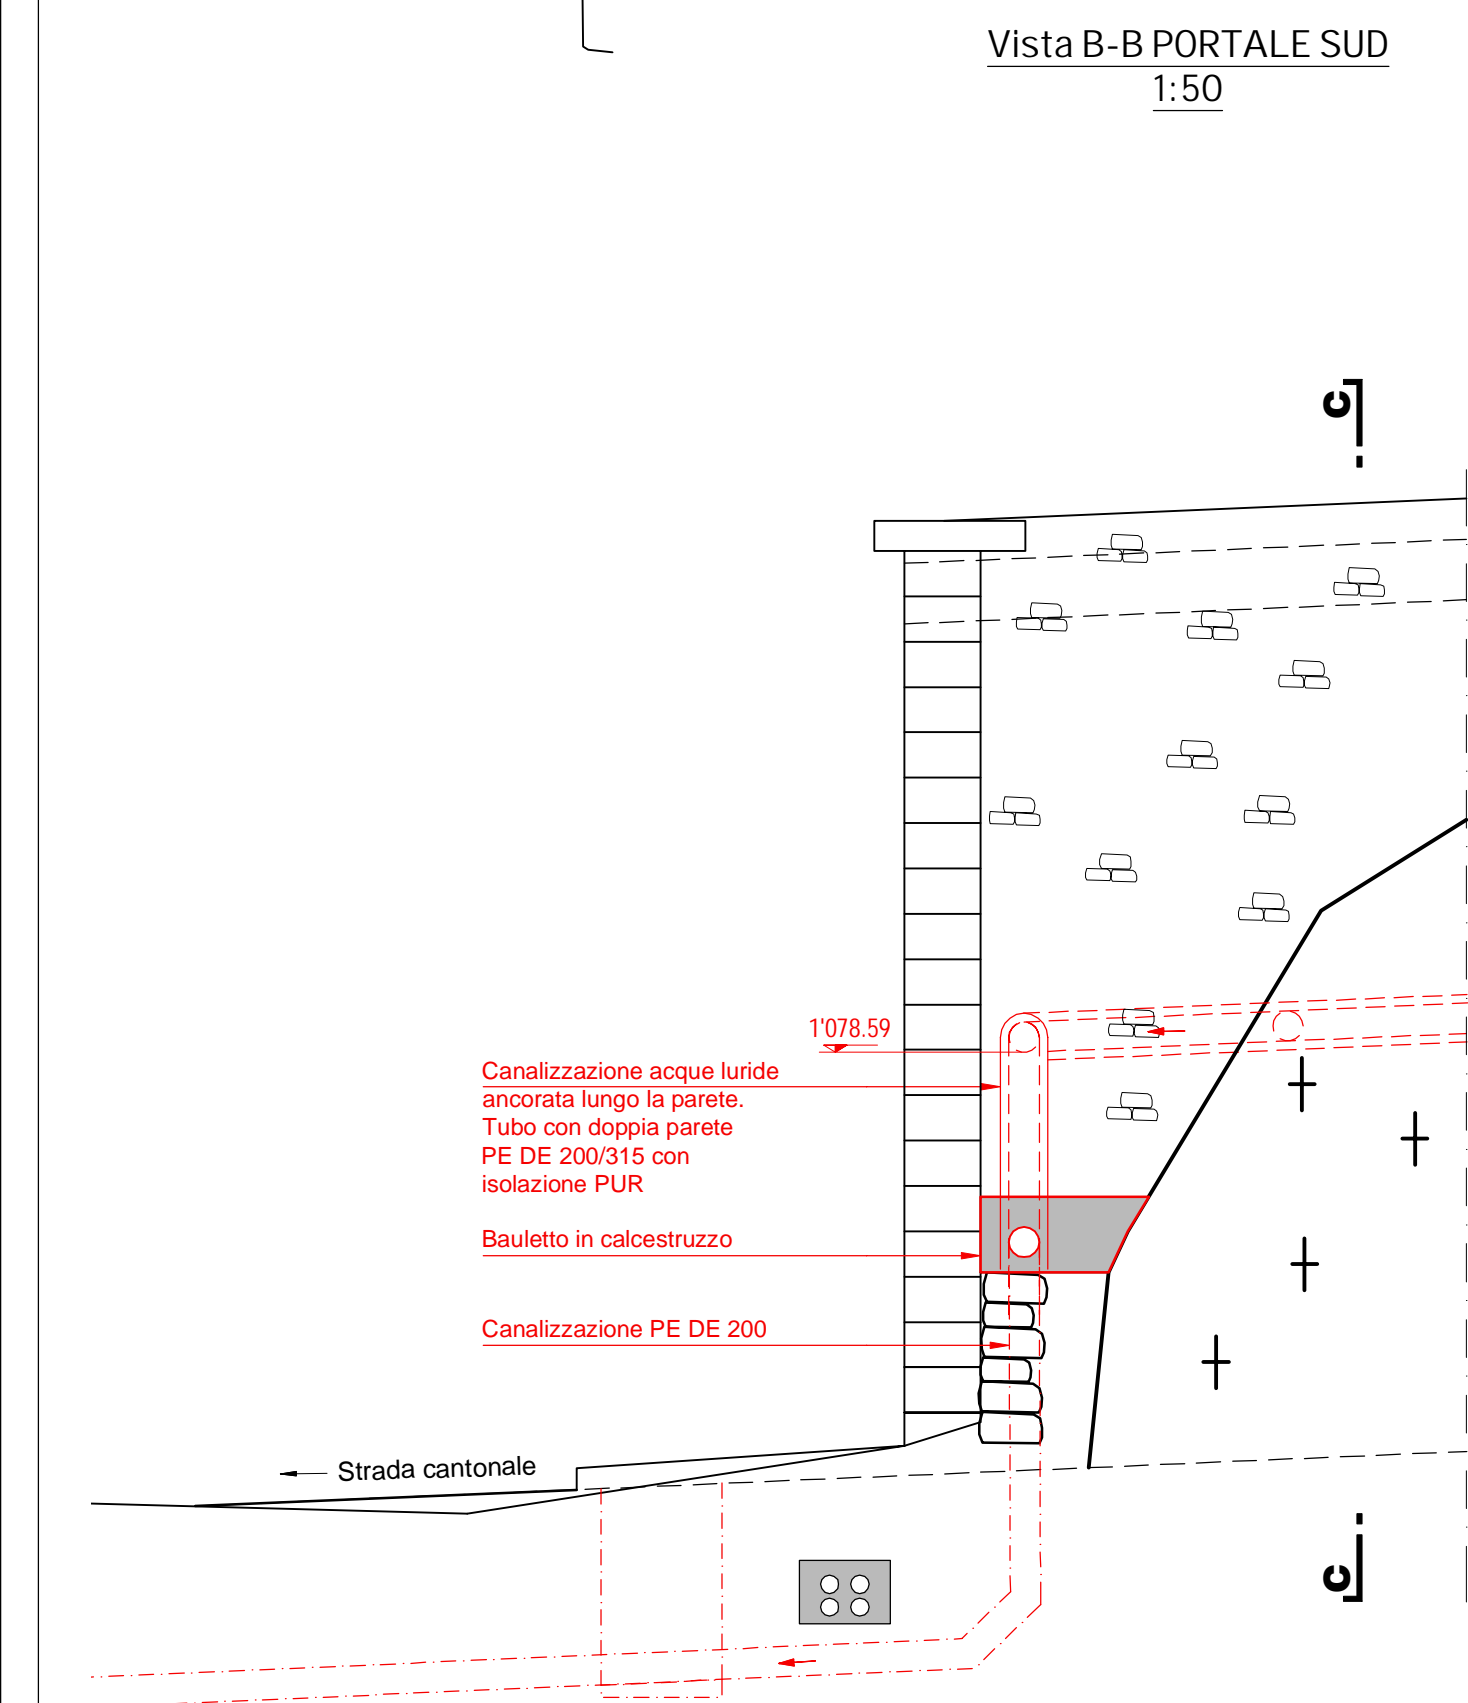 Vista B-B PORTALE SUD
1:50
c
1'078.59
Canalizzazione acque luride
ancorata lungo la parete.
Tubo con doppia parete
PE DE 200/315 con
isolazione PUR
Bauletto in calcestruzzo
Canalizzazione PE DE 200
Strada cantonale
c